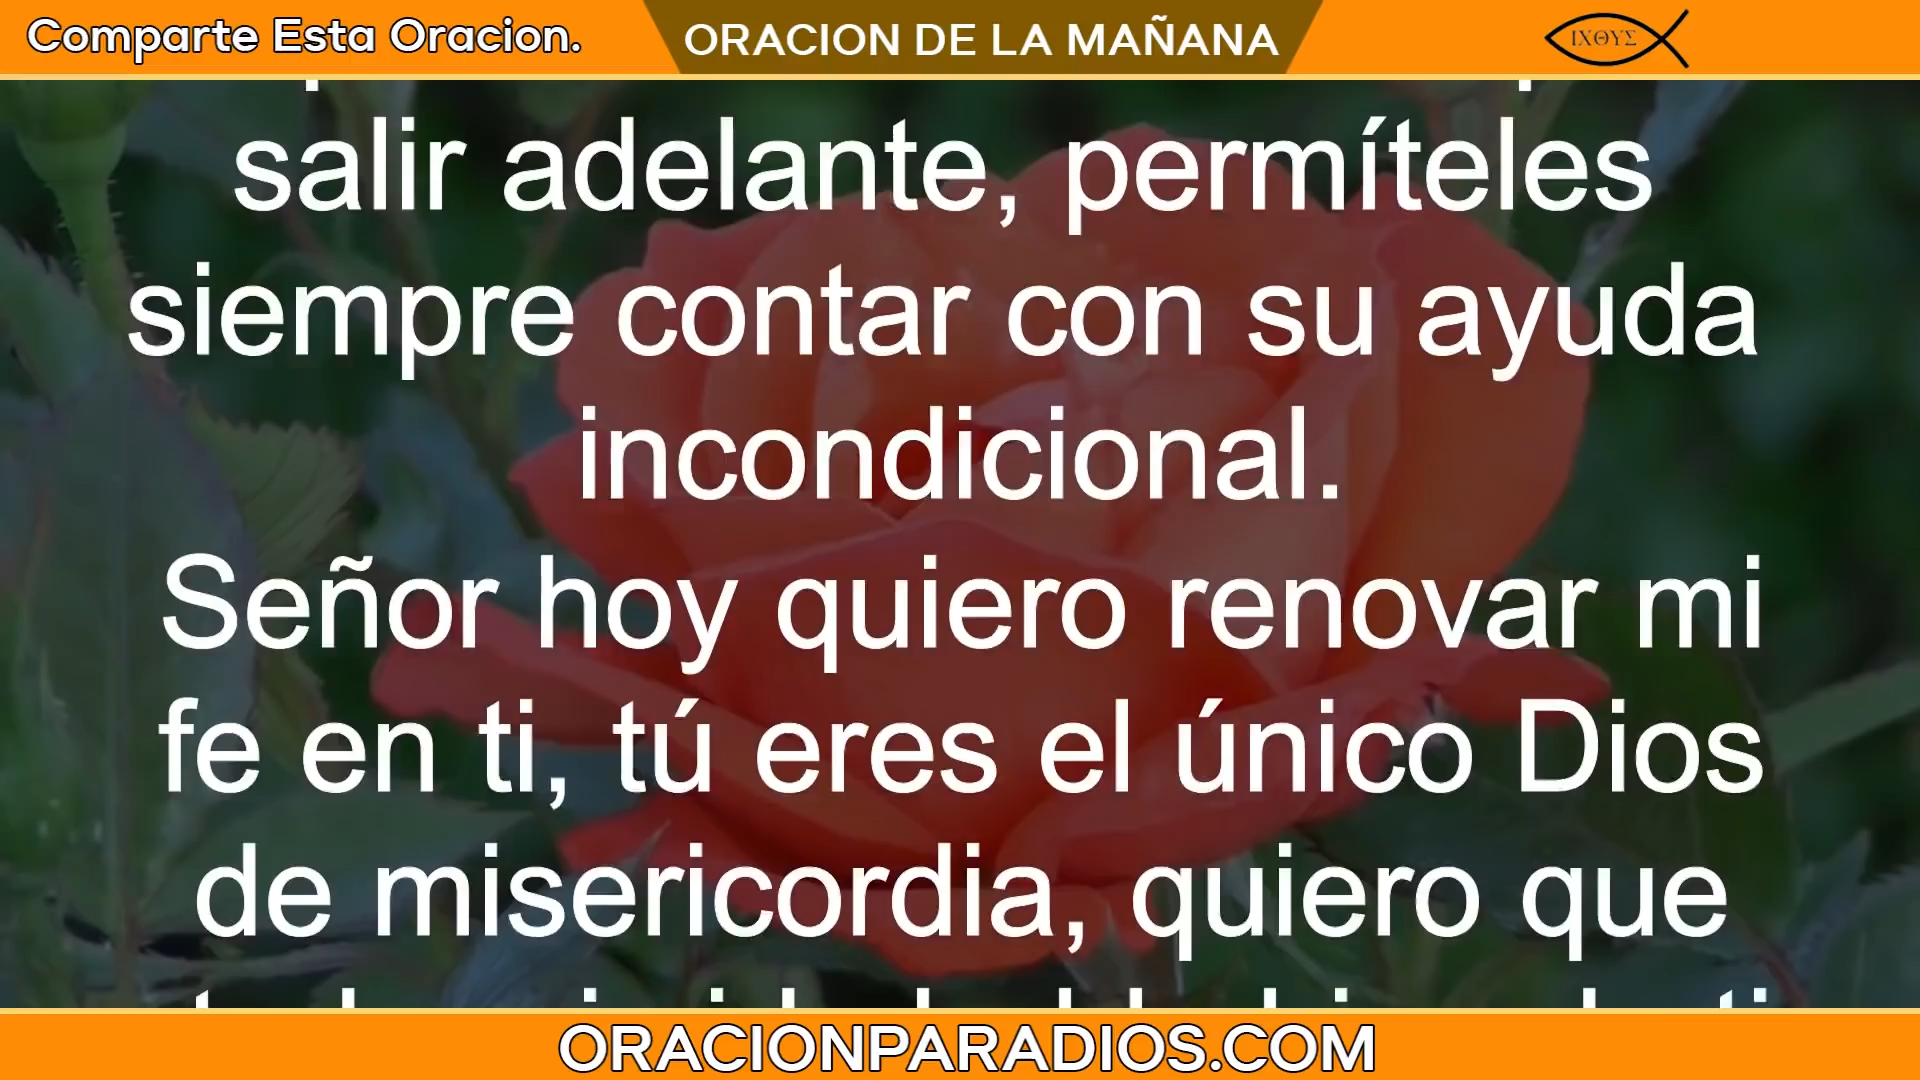 Comparte Esta Oracion.
ORACION DE LA MAÑANA
ΙΧΘΥΣ
salir adelante, permíteles
siempre contar con su ayuda
incondicional.
Señor hoy quiero renovar mi
fe en ti, tú eres el único Dios
de misericordia, quiero que
ORACIONPARADIOS.COM